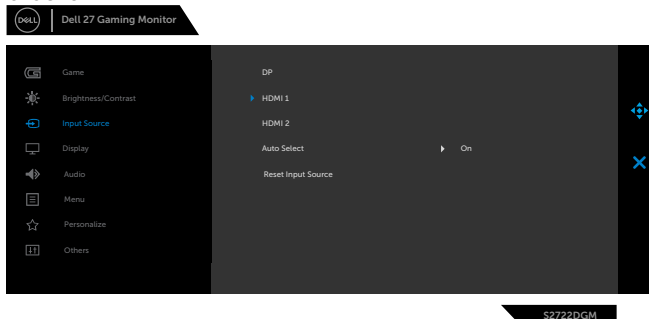 DELL
Dell 27 Gaming Monitor
Game
DP
Brightness/Contrast
HDMI 1
Input Source
HDMI 2
Display
Auto Select On
Audio
Reset Input Source
Menu
Personalize
Others
S2722DGM